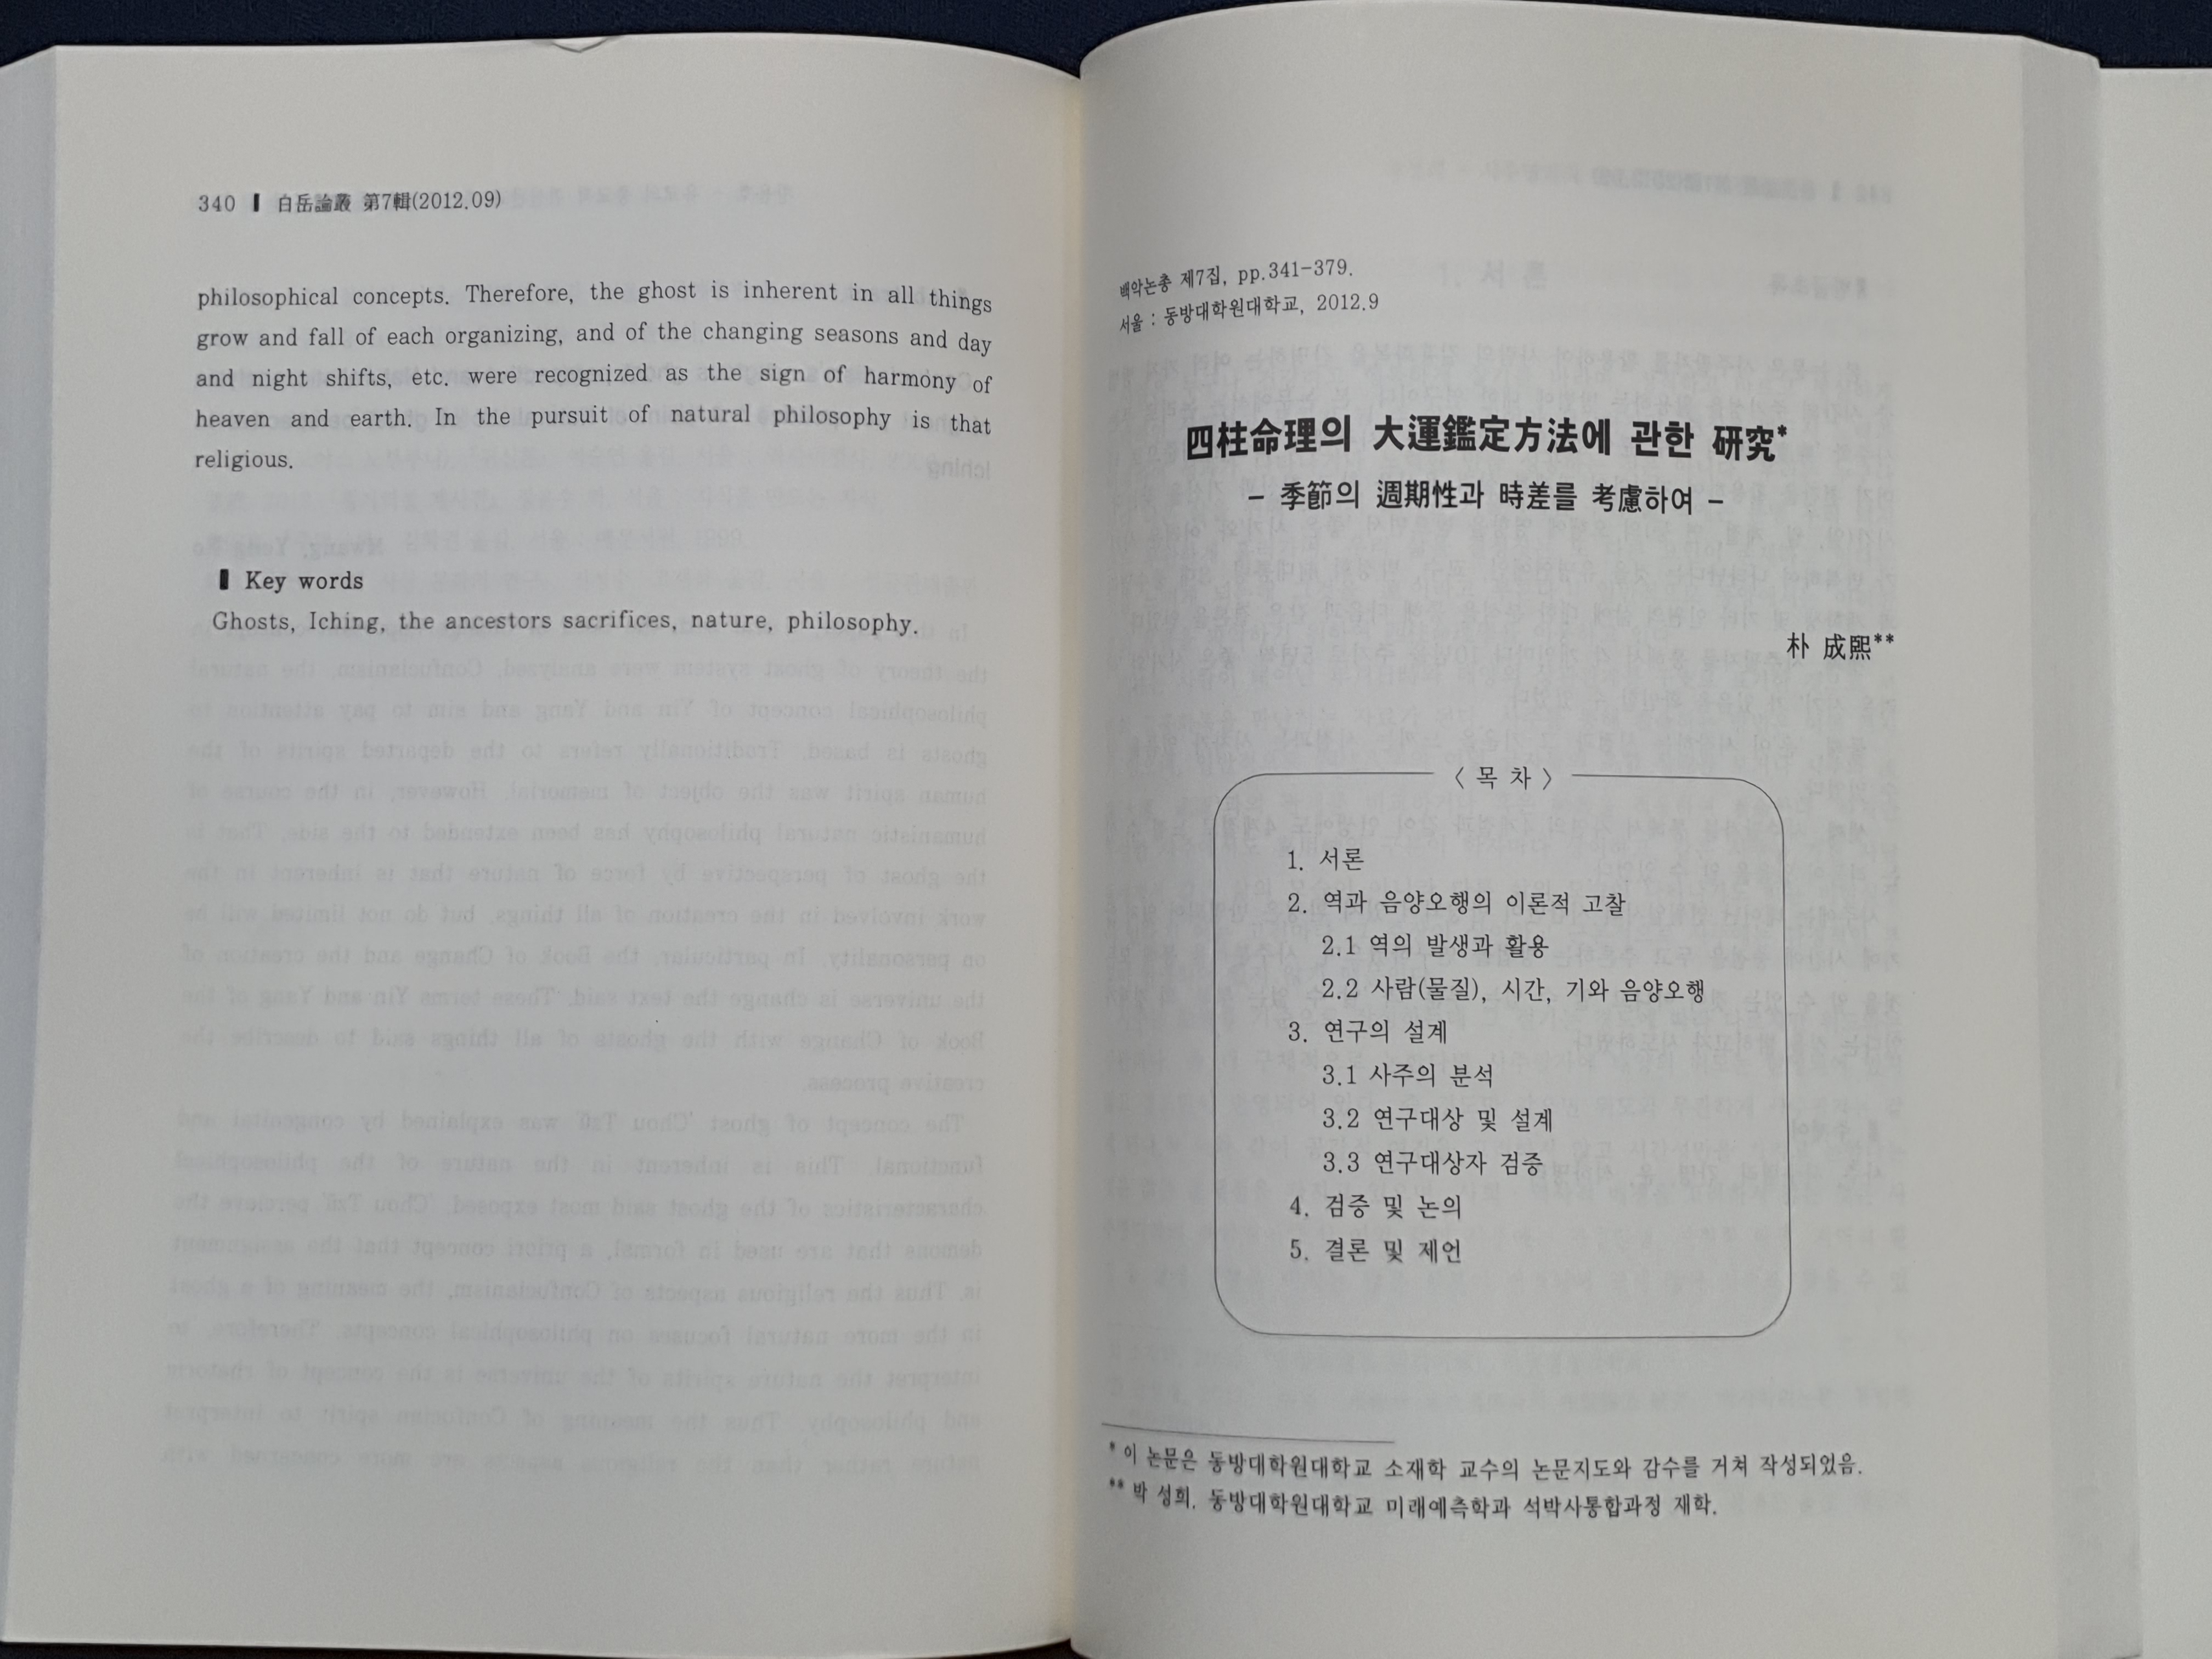 340 ▌ 白岳論叢 第7輯(2012.09)
philosophical concepts. Therefore, the ghost is inherent in all things
grow and fall of each organizing, and of the changing seasons and day
and night shifts, etc. were recognized as the sign of harmony of
heaven and earth. In the pursuit of natural philosophy is that
religious.
▌ Key words
Ghosts, Iching, the ancestors sacrifices, nature, philosophy.
백악논총 제7집, pp.341-379.
서울 : 동방대학원대학교, 2012.9
四柱命理의 大運鑑定方法에 관한 研究*
- 季節의 週期性과 時差를 考慮하여 -
朴 成熙**
〈 목 차 〉
1. 서론
2. 역과 음양오행의 이론적 고찰
2.1 역의 발생과 활용
2.2 사람(물질), 시간, 기와 음양오행
3. 연구의 설계
3.1 사주의 분석
3.2 연구대상 및 설계
3.3 연구대상자 검증
4. 검증 및 논의
5. 결론 및 제언
* 이 논문은 동방대학원대학교 소재학 교수의 논문지도와 감수를 거쳐 작성되었음.
** 박 성희, 동방대학원대학교 미래예측학과 석박사통합과정 재학.